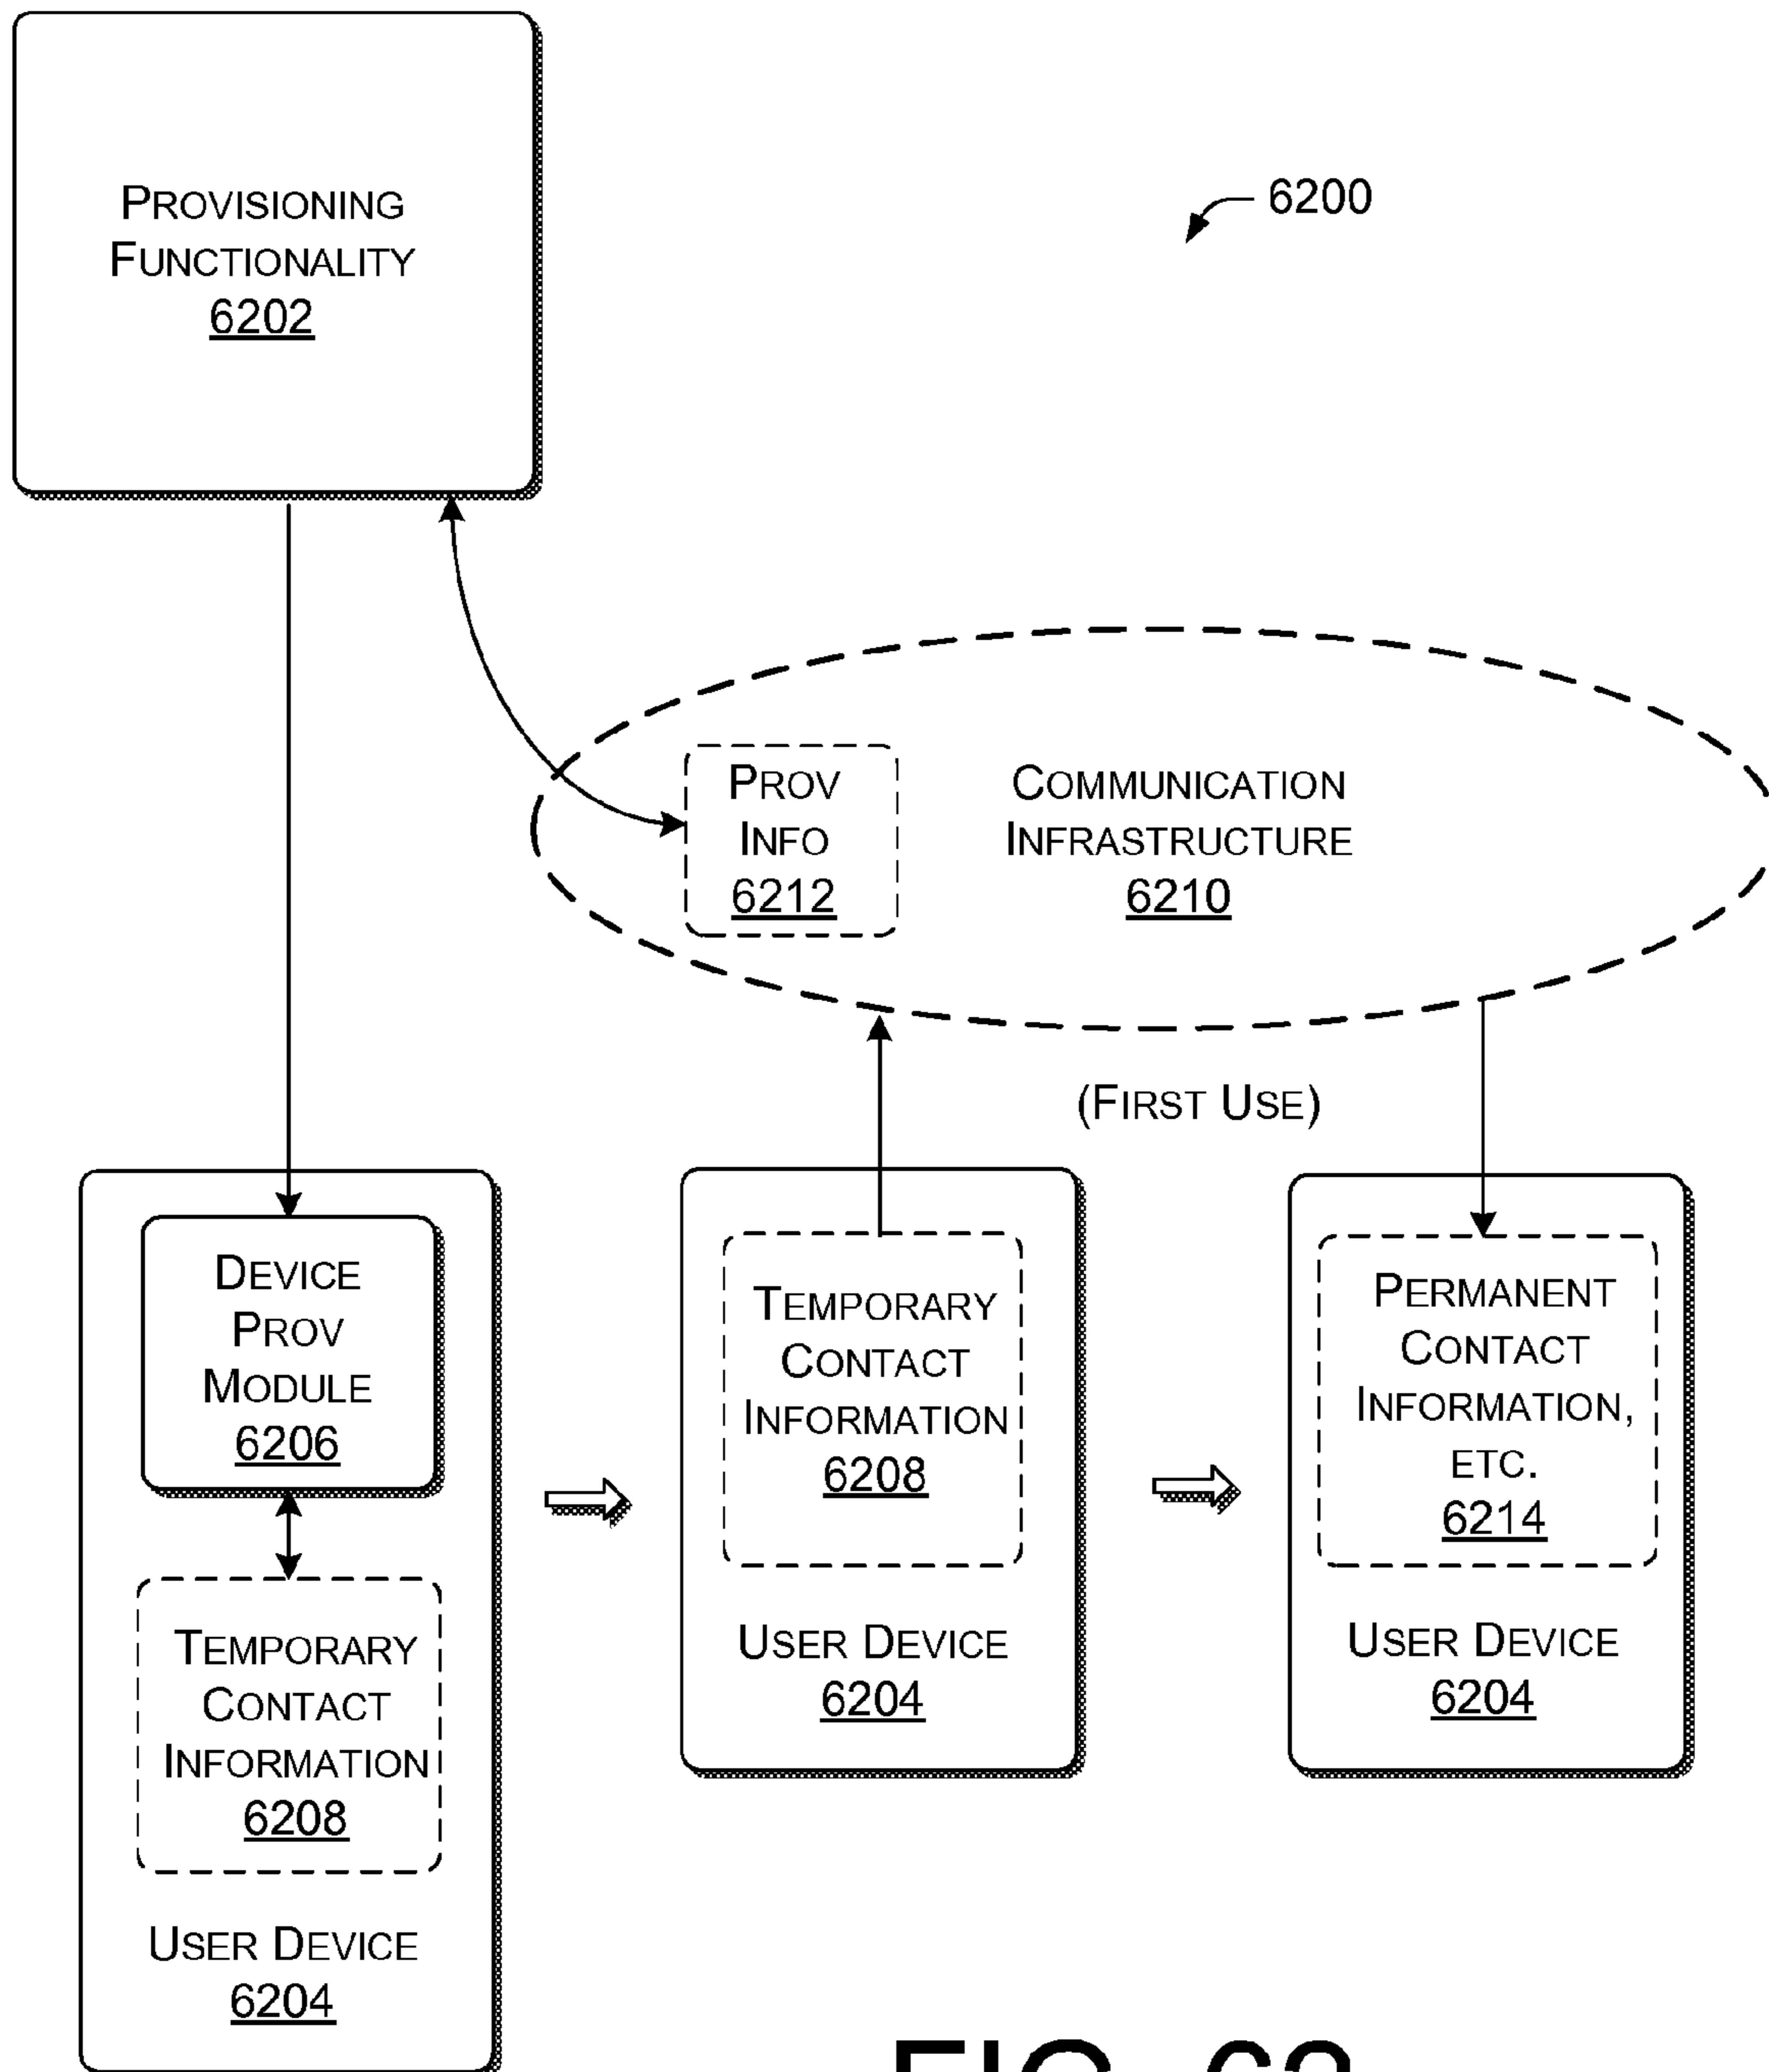 PROVISIONING
FUNCTIONALITY
6202
6200
PROV
INFO
6212
COMMUNICATION
INFRASTRUCTURE
6210
(FIRST USE)
DEVICE
PROV
MODULE
6206
TEMPORARY
CONTACT
INFORMATION
6208
USER DEVICE
6204
TEMPORARY
CONTACT
INFORMATION
6208
USER DEVICE
6204
PERMANENT
CONTACT
INFORMATION,
ETC.
6214
USER DEVICE
6204
FIG. 62